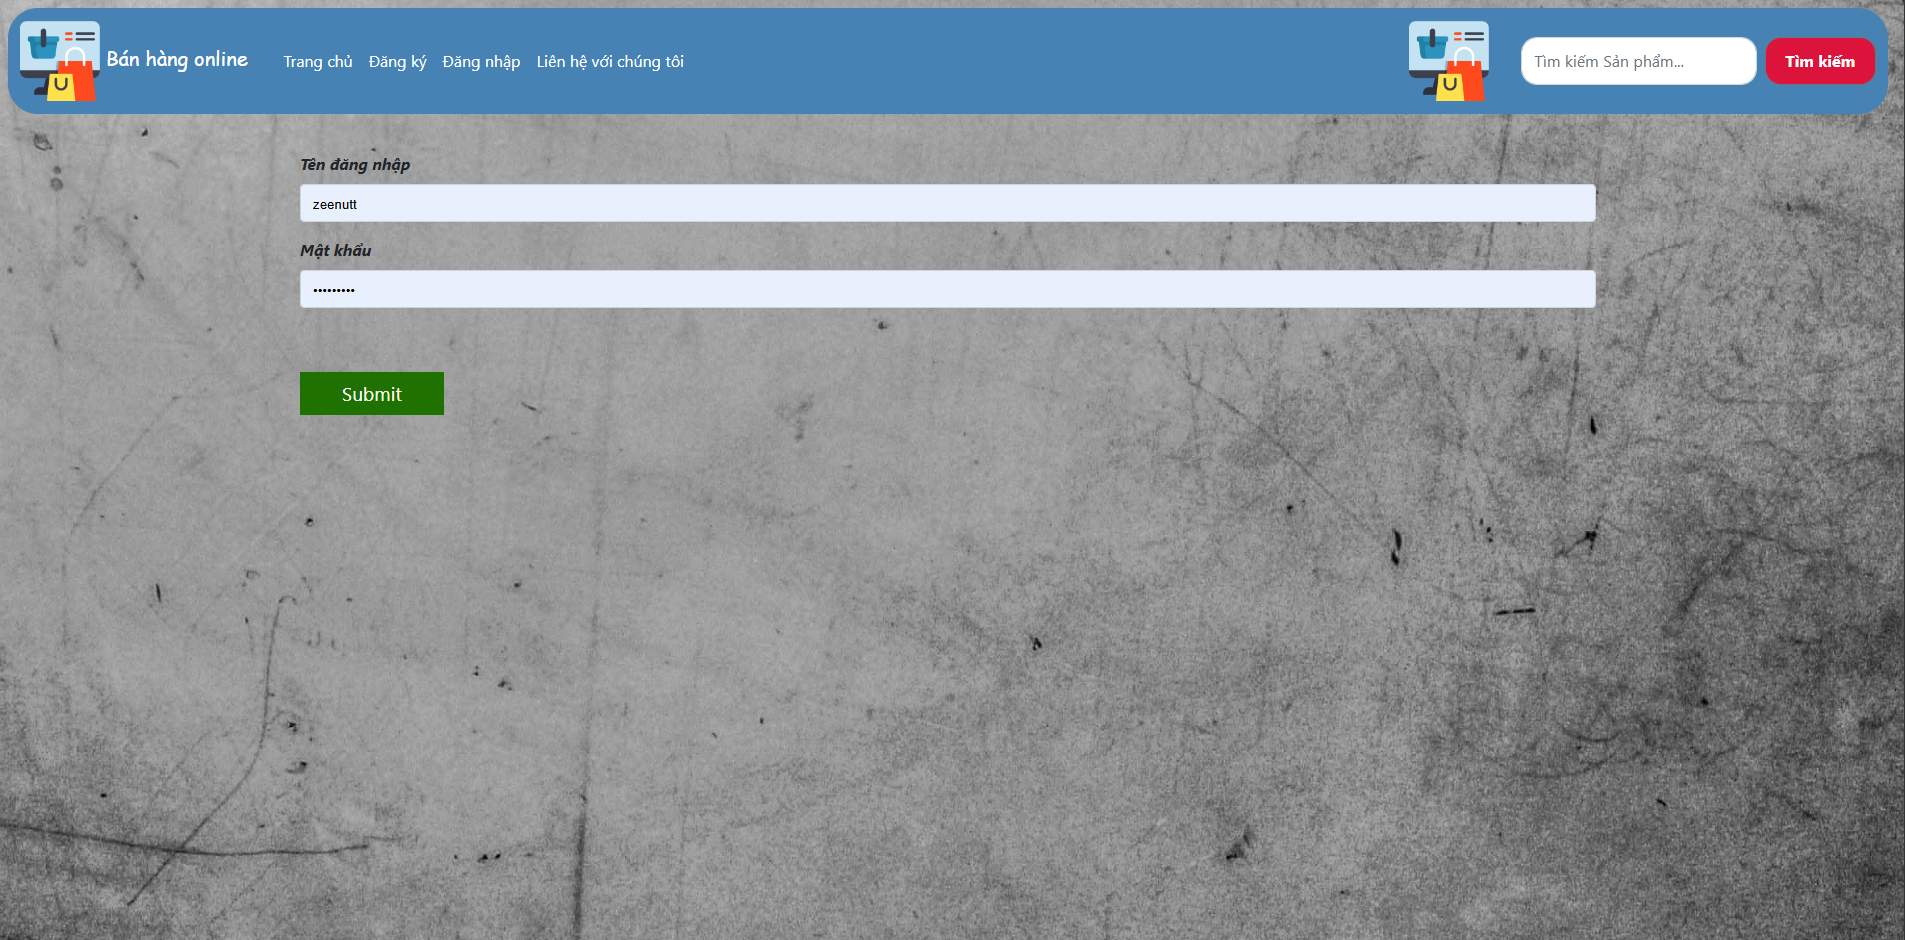 Bán hàng online
Trang chủ Đăng ký Đăng nhập Liên hệ với chúng tôi
Tìm kiếm Sản phẩm...
Tìm kiếm
Tên đăng nhập
zeenutt
Mật khẩu
•••••••••
Submit